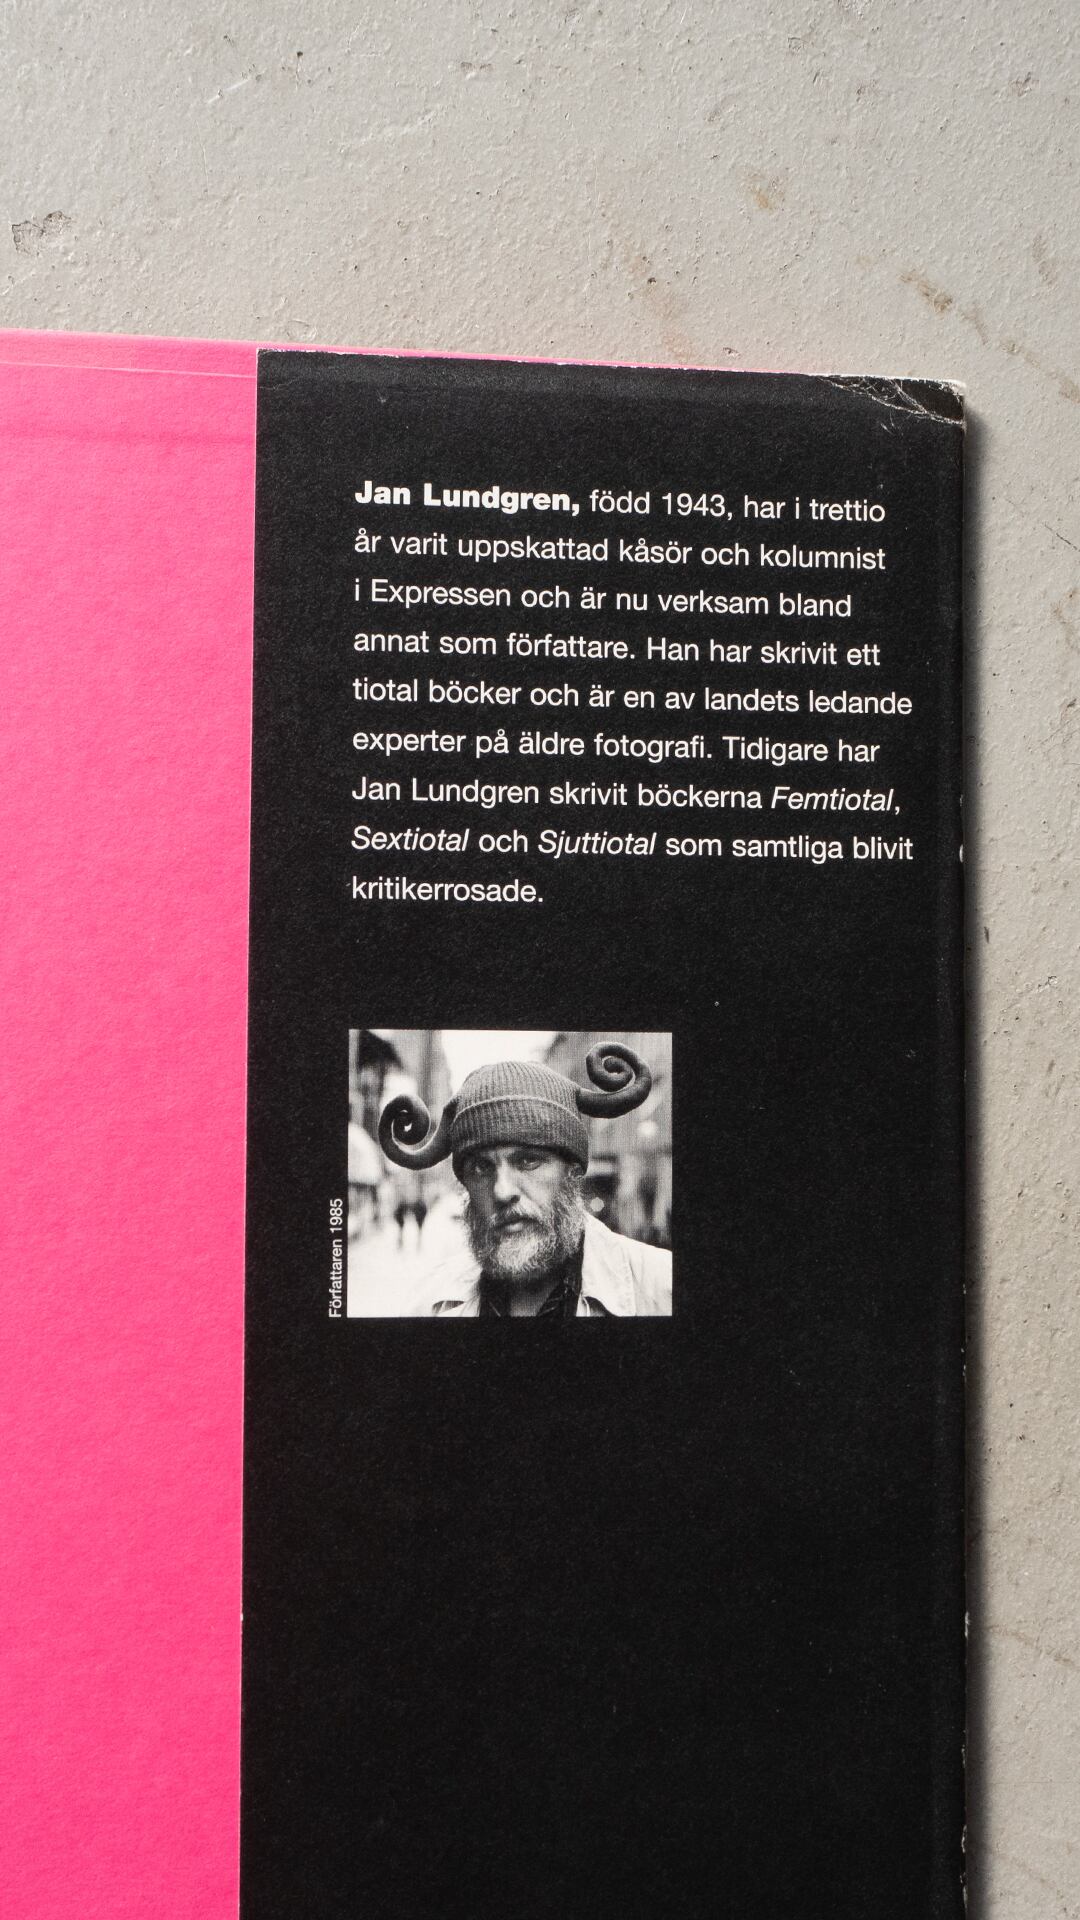 Jan Lundgren, född 1943, har i trettio
år varit uppskattad kåsör och kolumnist
i Expressen och är nu verksam bland
annat som författare. Han har skrivit ett
tiotal böcker och är en av landets ledande
experter på äldre fotografi. Tidigare har
Jan Lundgren skrivit böckerna Femtiotal,
Sextiotal och Sjuttiotal som samtliga blivit
kritikerrosade.
Författaren 1985